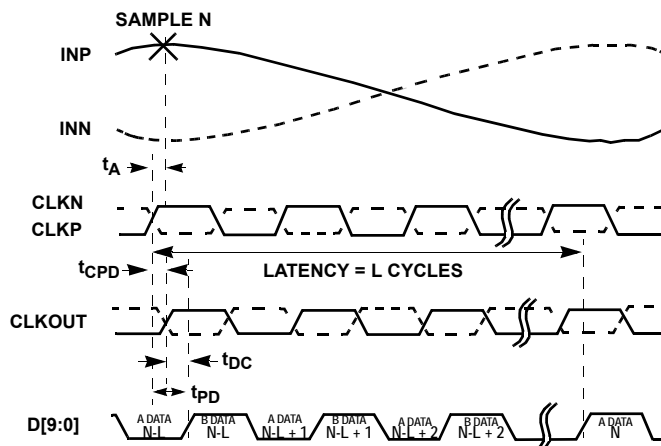 SAMPLE N
INP
INN
tA
CLKN
CLKP
tCPD
LATENCY = L CYCLES
CLKOUT
tDC
tPD
D[9:0]
A DATA
N-L
B DATA
N-L
A DATA
N-L + 1
B DATA
N-L + 1
A DATA
N-L + 2
B DATA
N-L + 2
A DATA
N